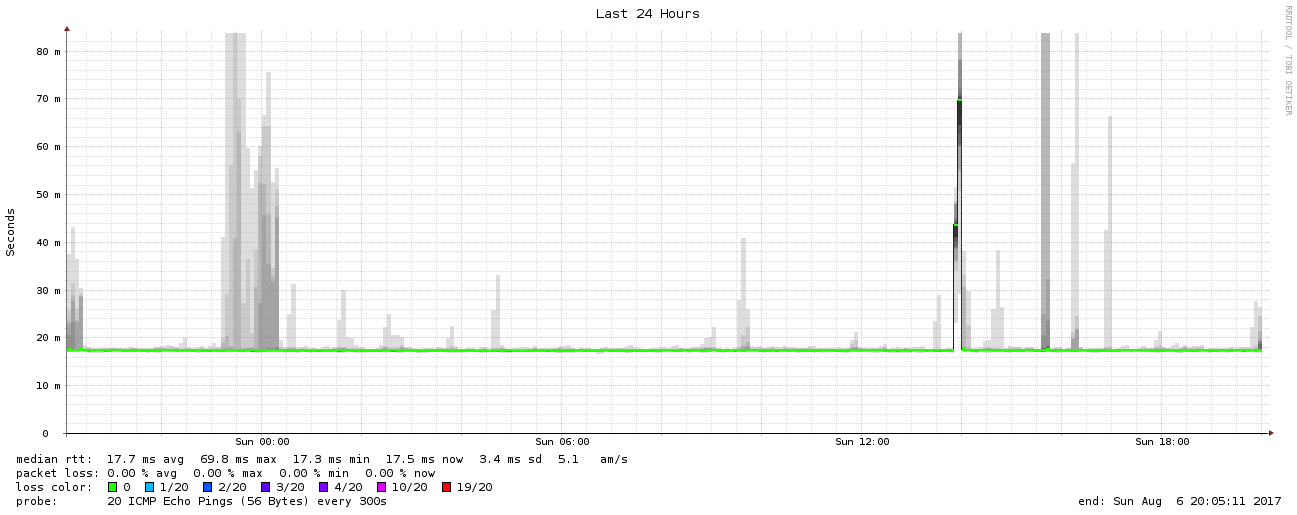 Last 24 Hours
RRDTOOL / TOBI OETIKER
Seconds
80 m
70 m
60 m
50 m
40 m
30 m
20 m
10 m
0
Sun 00:00 Sun 06:00 Sun 12:00 Sun 18:00
median rtt: 17.7 ms avg 69.8 ms max 17.3 ms min 17.5 ms now 3.4 ms sd 5.1 am/s
packet loss: 0.00 % avg 0.00 % max 0.00 % min 0.00 % now
loss color: 0 1/20 2/20 3/20 4/20 10/20 19/20
probe: 20 ICMP Echo Pings (56 Bytes) every 300s end: Sun Aug 6 20:05:11 2017